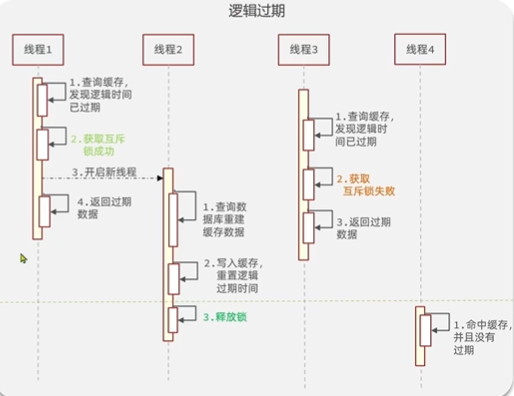 逻辑过期
线程1
线程2
线程3
线程4
1.查询缓存，
发现逻辑时间
已过期
2.获取互斥
锁成功
3.开启新线程
4.返回过期
数据
1.查询数
据库重建
缓存数据
2.写入缓存，
重置逻辑
过期时间
3.释放锁
1.查询缓存，
发现逻辑时
间已过期
2.获取
互斥锁失败
3.返回过期
数据
1.命中缓存，
并且没有
过期